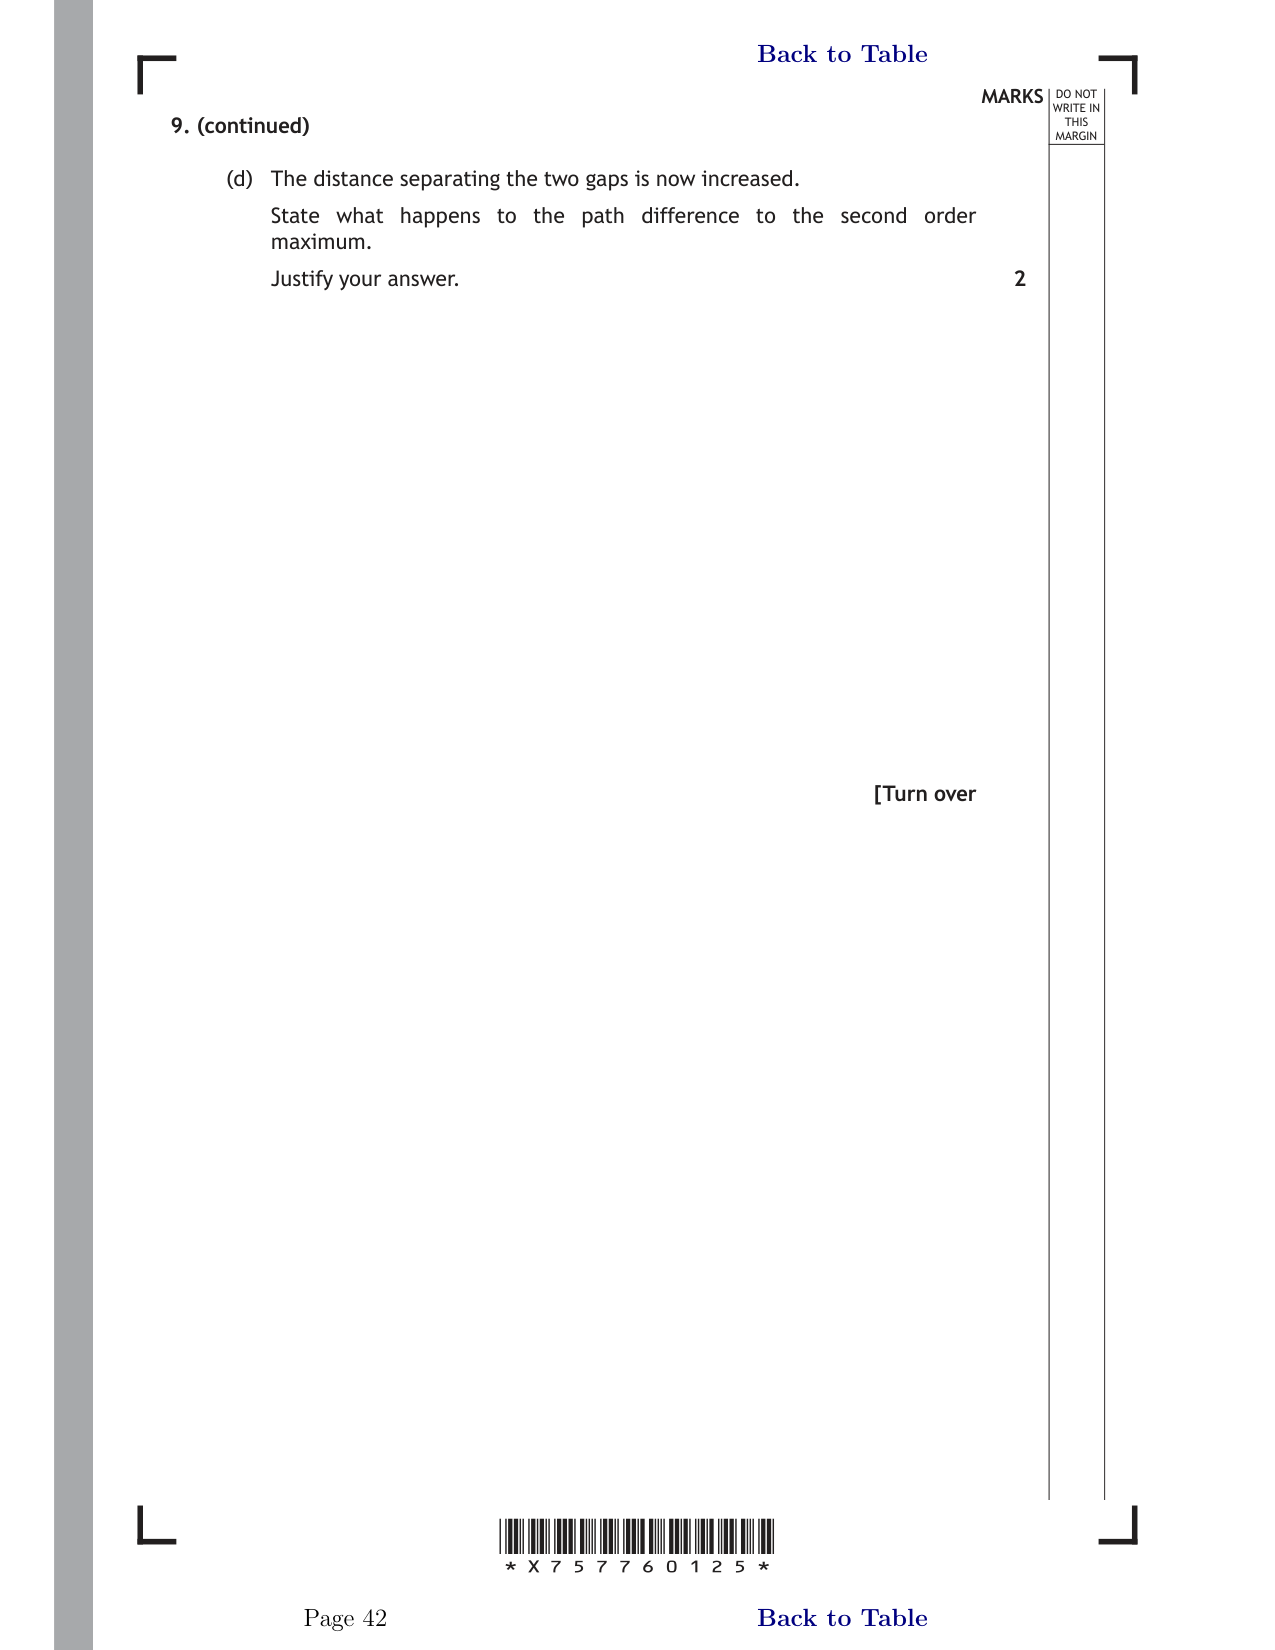 Back to Table
MARKS
DO NOT
WRITE IN
THIS
MARGIN
9. (continued)
(d) The distance separating the two gaps is now increased.
State what happens to the path difference to the second order
maximum.
Justify your answer. 2
[Turn over
*X757760125*
Page 42 Back to Table